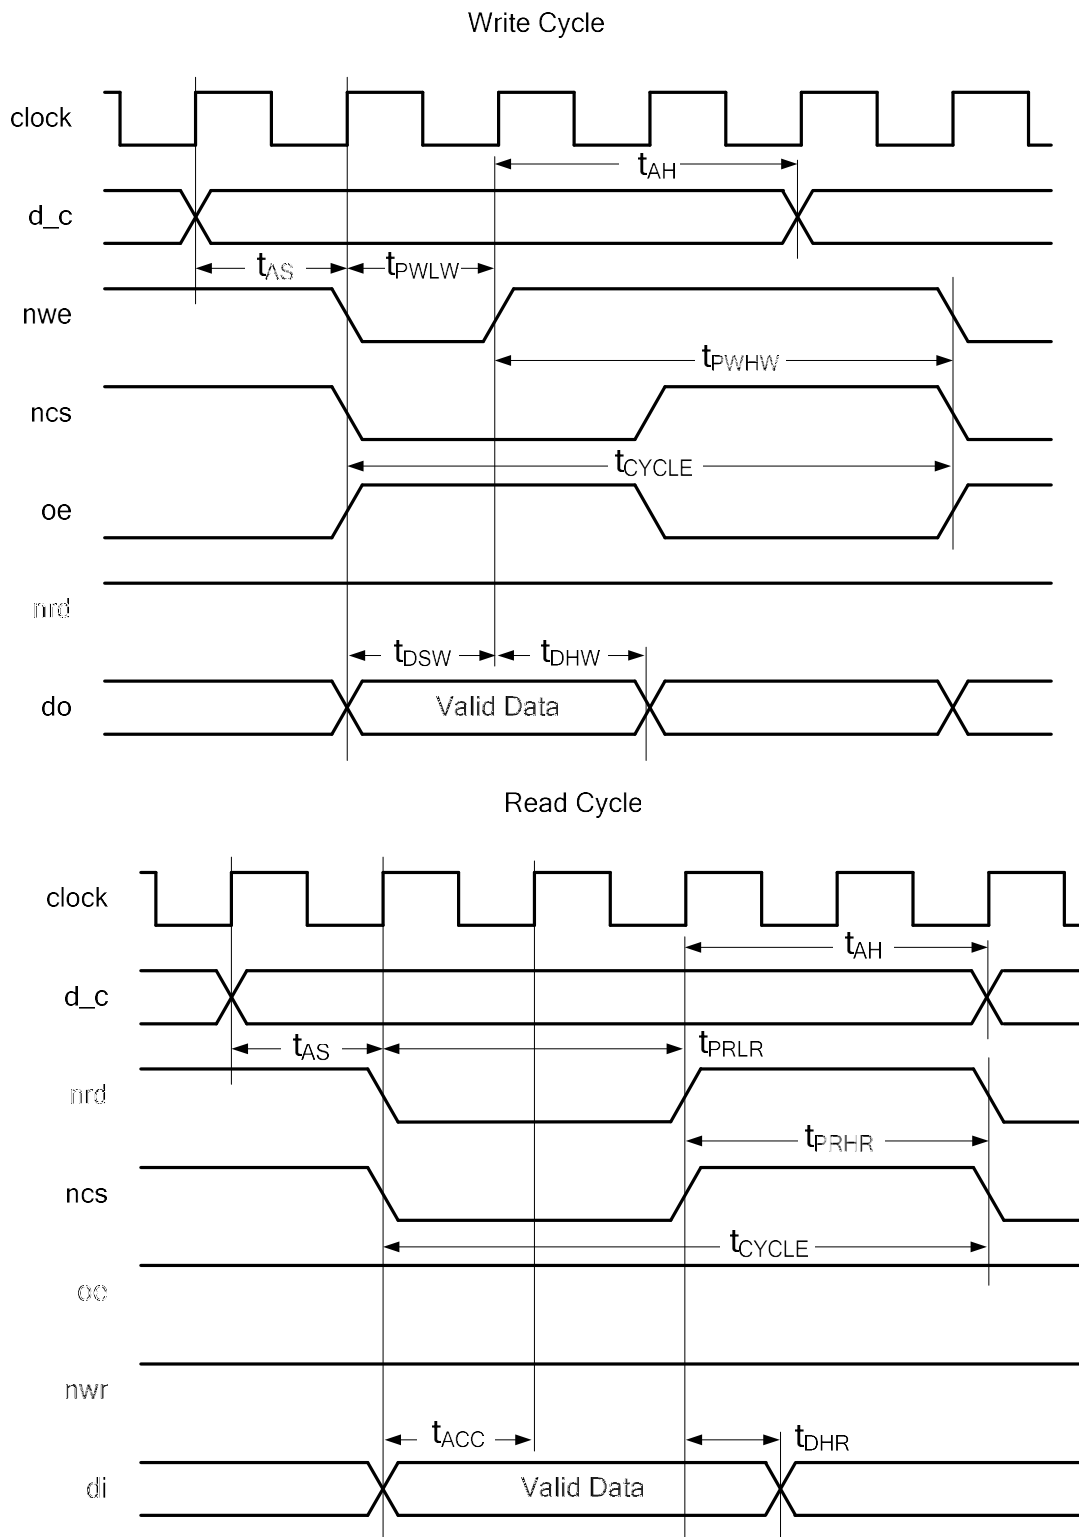 Write Cycle
clock
tAH
d_c
tAS tPWLW
nwe
tPWHW
ncs
tCYCLE
oe
nrd
tDSW tDHW
do Valid Data
Read Cycle
clock
tAH
d_c
tAS tPRLR
nrd
tPRHR
ncs
tCYCLE
nwr
tACC tDHR
di Valid Data